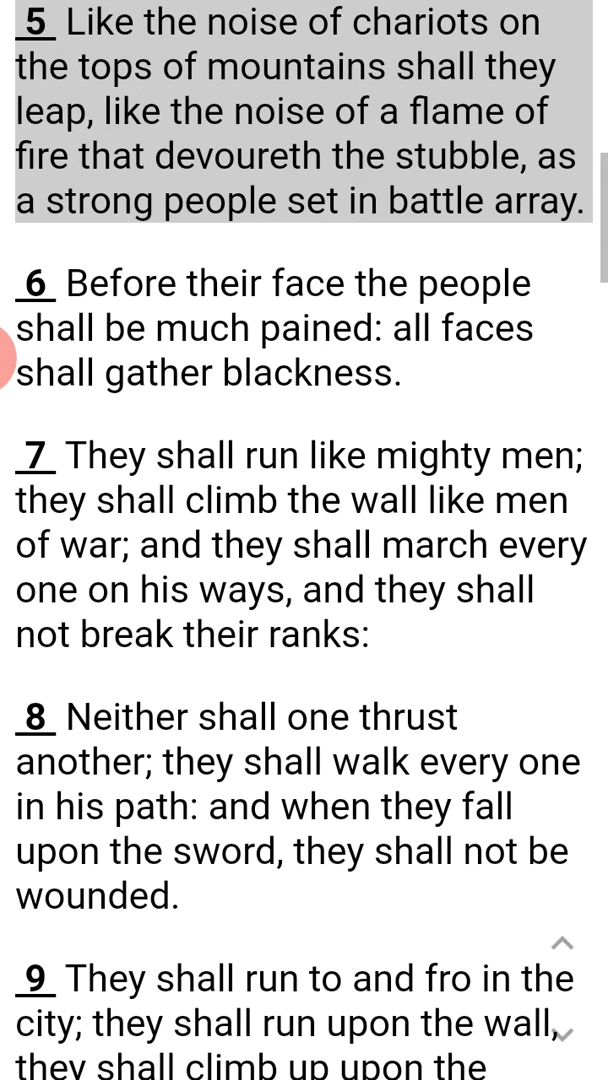 5 Like the noise of chariots on
the tops of mountains shall they
leap, like the noise of a flame of
fire that devoureth the stubble, as
a strong people set in battle array.
6 Before their face the people
shall be much pained: all faces
shall gather blackness.
7 They shall run like mighty men;
they shall climb the wall like men
of war; and they shall march every
one on his ways, and they shall
not break their ranks:
8 Neither shall one thrust
another; they shall walk every one
in his path: and when they fall
upon the sword, they shall not be
wounded.
9 They shall run to and fro in the
city; they shall run upon the wall,
they shall climb up upon the